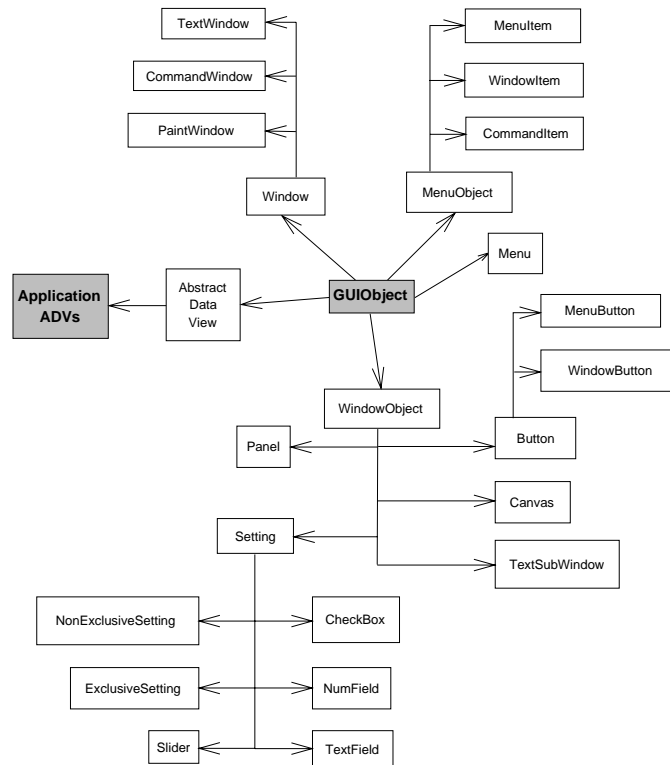 TextWindow
MenuItem
CommandWindow
WindowItem
PaintWindow
CommandItem
Window
MenuObject
Menu
Application
ADVs
Abstract
Data
View
GUIObject
MenuButton
WindowButton
WindowObject
Panel
Button
Canvas
Setting
TextSubWindow
NonExclusiveSetting
CheckBox
ExclusiveSetting
NumField
Slider
TextField